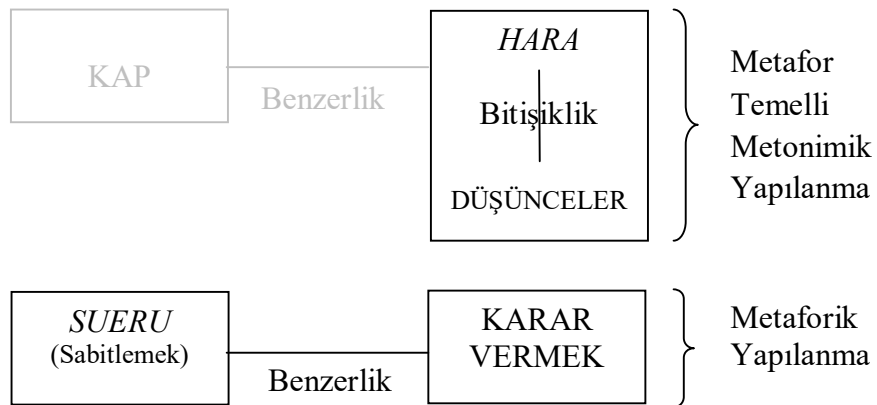 KAP
Benzerlik
HARA
Bitişiklik
DÜŞÜNCELER
Metafor
Temelli
Metonimik
Yapılanma
SUERU
(Sabitlemek)
Benzerlik
KARAR
VERMEK
Metaforik
Yapılanma